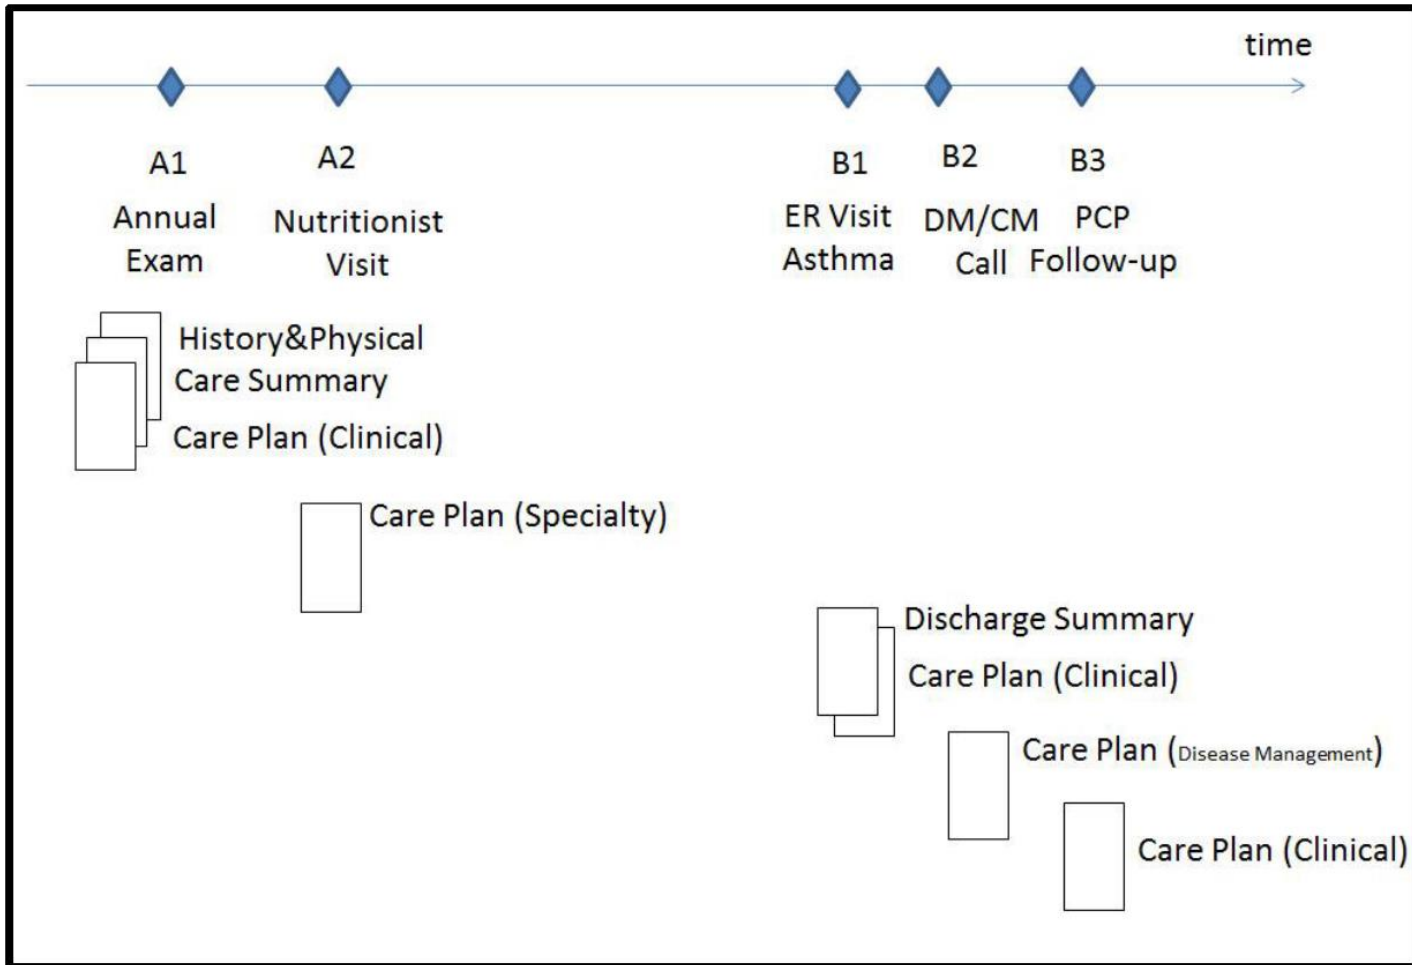 time
A1
Annual
Exam
A2
Nutritionist
Visit
B1
ER Visit
Asthma
B2
DM/CM
Call
B3
PCP
Follow-up
History&Physical
Care Summary
Care Plan (Clinical)
Care Plan (Specialty)
Discharge Summary
Care Plan (Clinical)
Care Plan (Disease Management)
Care Plan (Clinical)